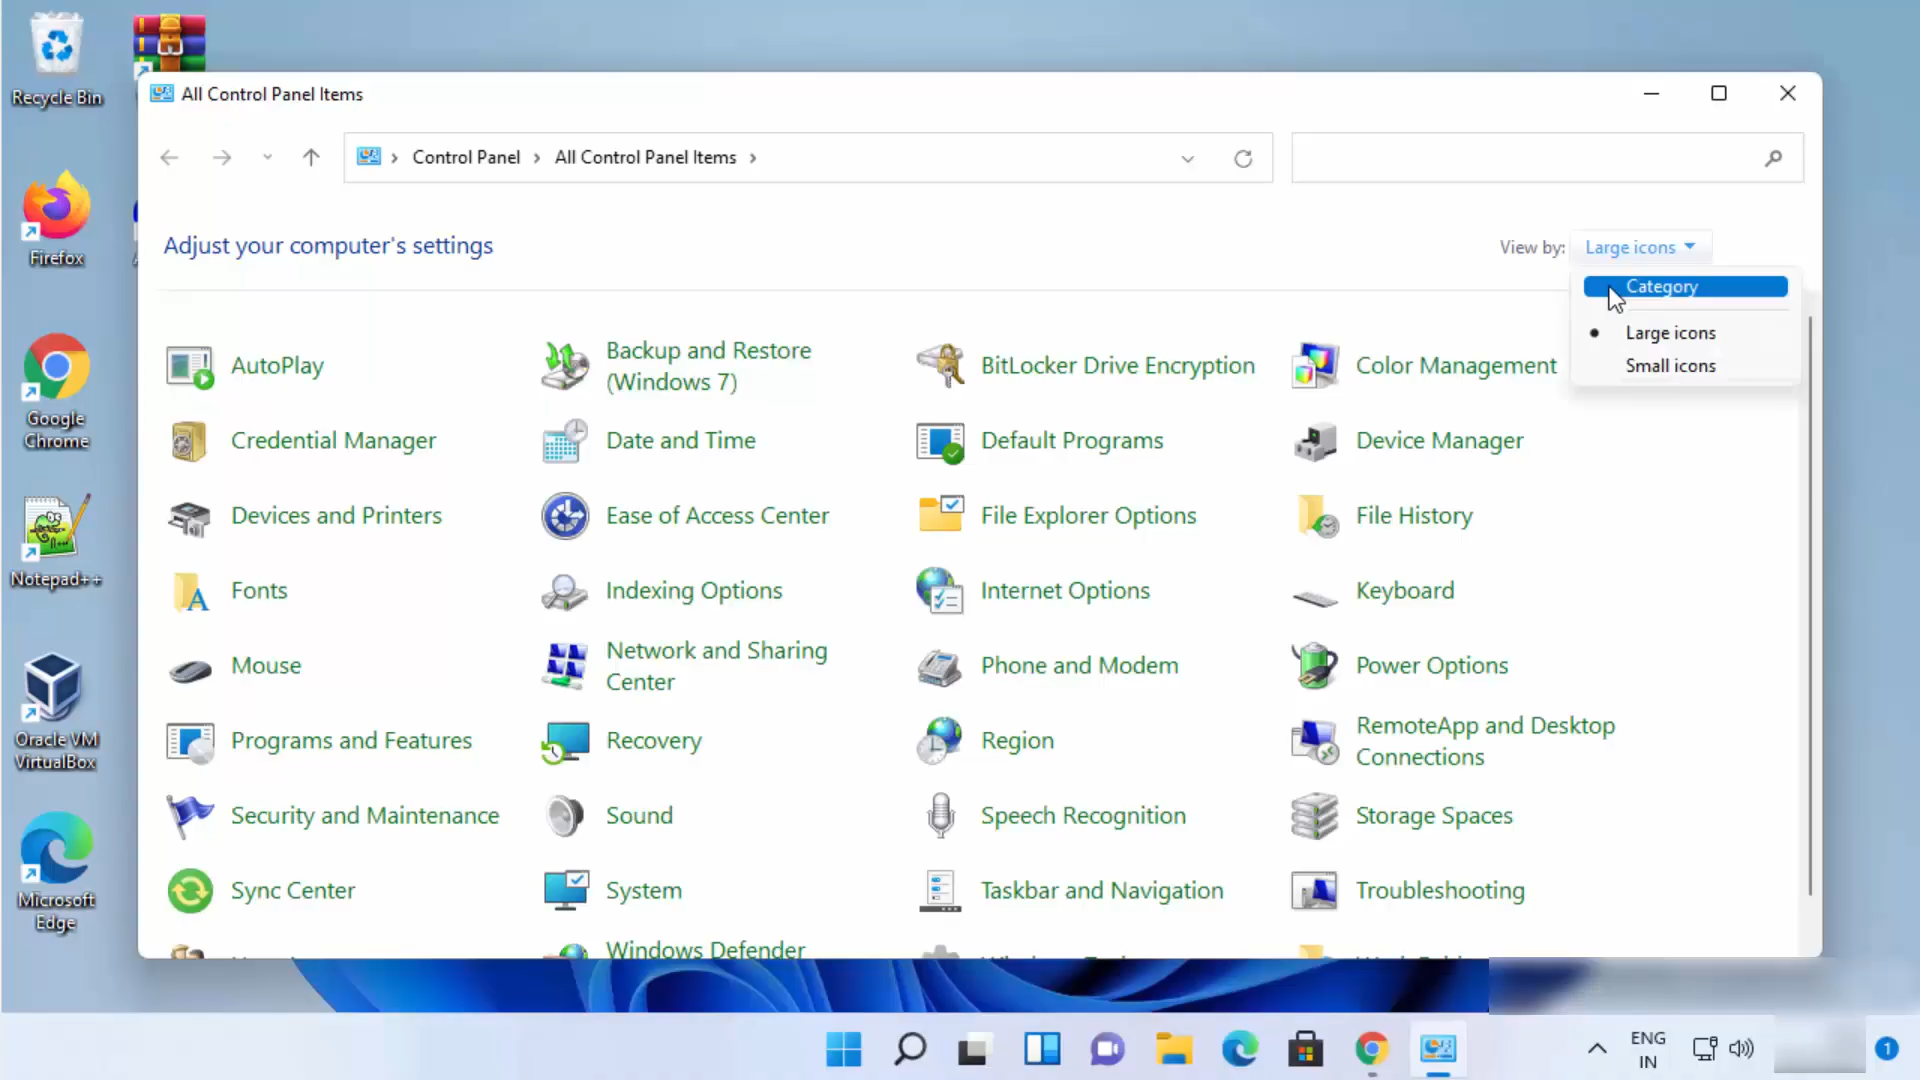 Recycle Bin
Firefox
Google
Chrome
Notepad++
Oracle VM
VirtualBox
Microsoft
Edge
All Control Panel Items
Control Panel
All Control Panel Items
Adjust your computer's settings
View by:
Large icons
Category
Large icons
Small icons
AutoPlay
Backup and Restore
(Windows 7)
BitLocker Drive Encryption
Color Management
Credential Manager
Date and Time
Default Programs
Device Manager
Devices and Printers
Ease of Access Center
File Explorer Options
File History
Fonts
Indexing Options
Internet Options
Keyboard
Mouse
Network and Sharing
Center
Phone and Modem
Power Options
Programs and Features
Recovery
Region
RemoteApp and Desktop
Connections
Security and Maintenance
Sound
Speech Recognition
Storage Spaces
Sync Center
System
Taskbar and Navigation
Troubleshooting
Windows Defender
ENG
IN
1